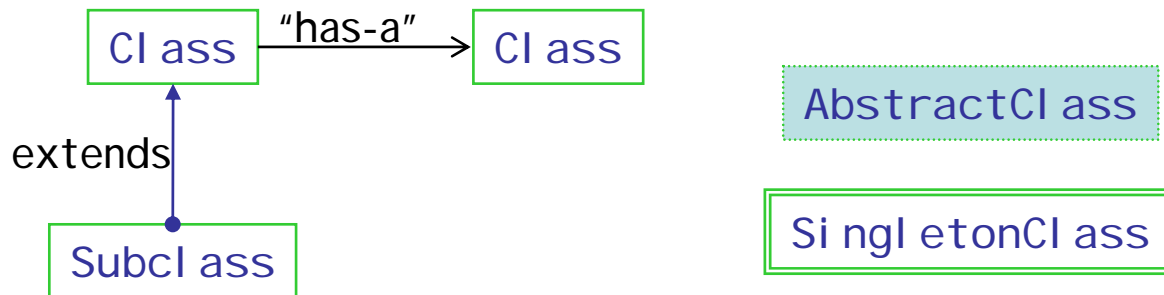 Class
“has-a”
Class
AbstractClass
extends
SingletonClass
Subclass